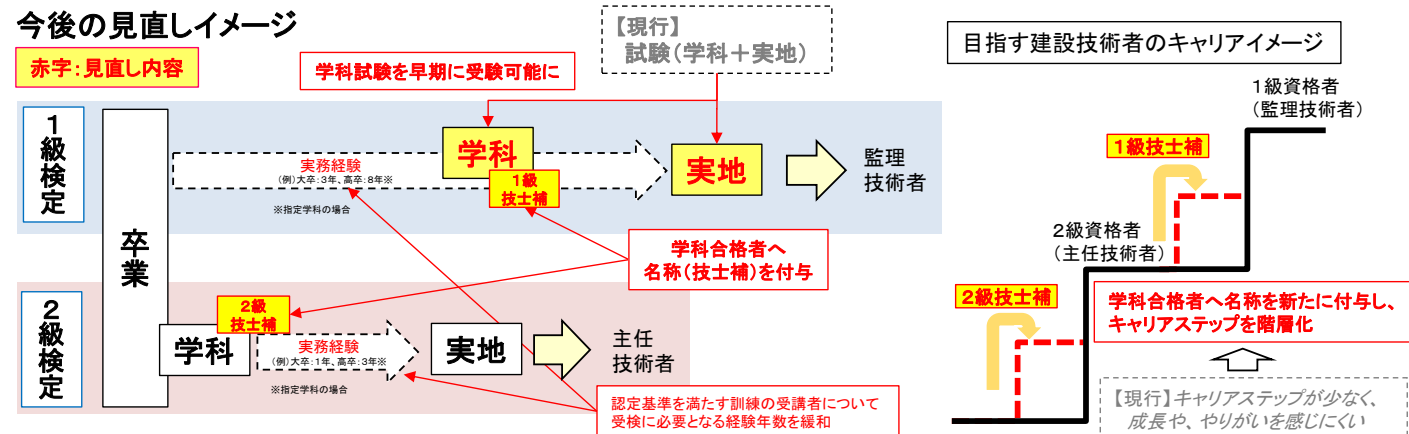 今後の見直しイメージ
赤字:見直し内容
学科試験を早期に受験可能に
【現行】
試験(学科+実地)
目指す建設技術者のキャリアイメージ
1級検定
卒業
実務経験
(例)大卒:3年、高卒:8年※
※指定学科の場合
学科
1級
技士補
実地
監理
技術者
学科合格者へ
名称(技士補)を付与
2級検定
学科
2級
技士補
実務経験
(例)大卒:1年、高卒:3年※
※指定学科の場合
実地
主任
技術者
認定基準を満たす訓練の受講者について
受検に必要となる経験年数を緩和
1級資格者
(監理技術者)
1級技士補
2級資格者
(主任技術者)
2級技士補
学科合格者へ名称を新たに付与し、
キャリアステップを階層化
【現行】キャリアステップが少なく、
成長や、やりがいを感じにくい